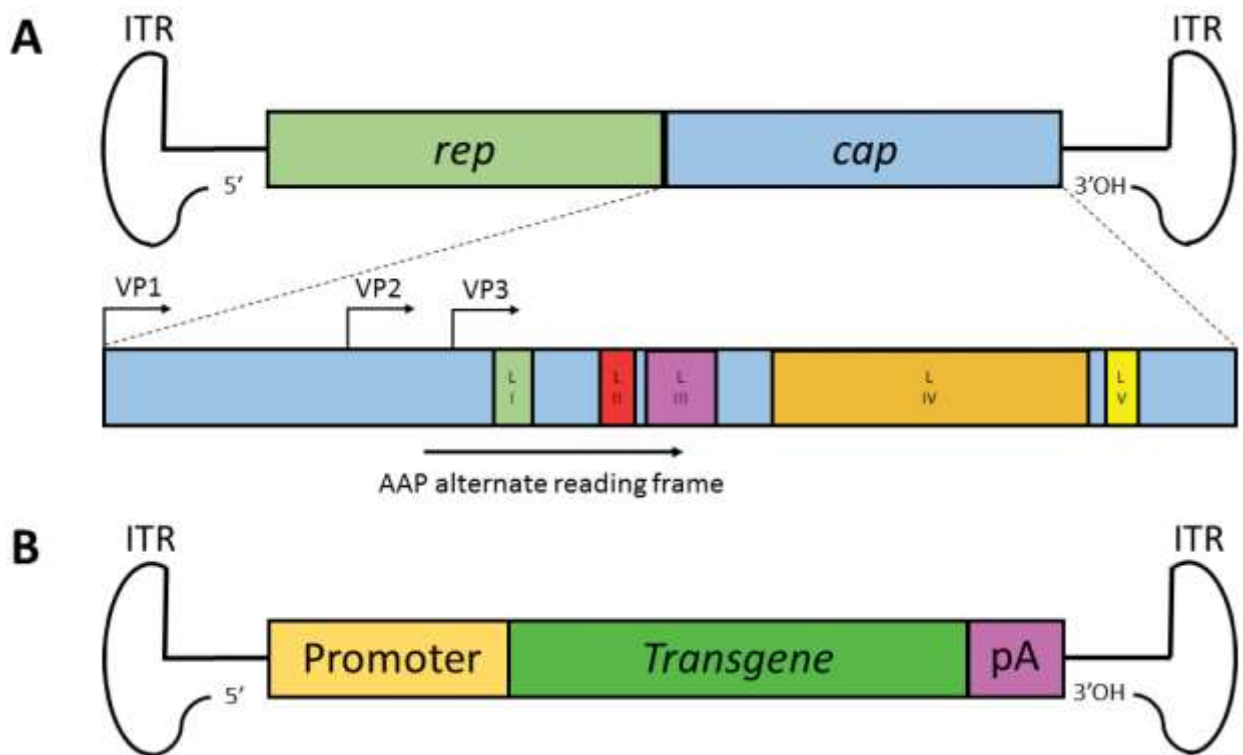 A
ITR
ITR
rep
cap
5'
3'OH
VP1
VP2
VP3
L
I
L
II
L
III
L
IV
L
V
AAP alternate reading frame
B
ITR
ITR
Promoter
Transgene
pA
5'
3'OH